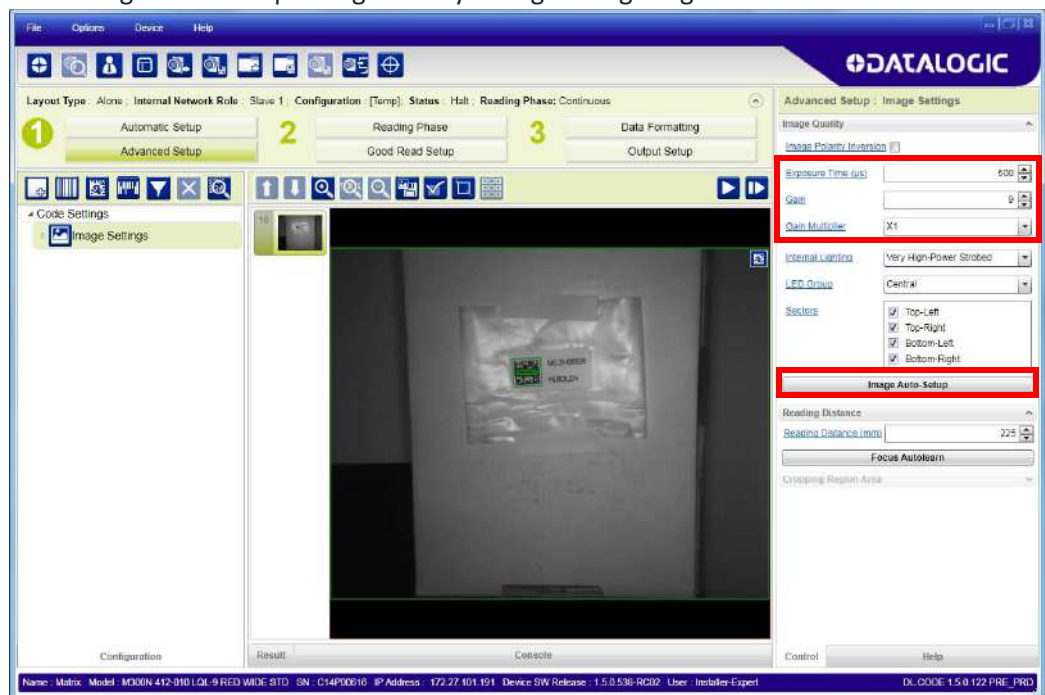 File Options Device Help
DATALOGIC
Layout Type : Alone ; Internal Network Role : Slave 1 ; Configuration : [Temp]; Status : Halt ; Reading Phase: Continuous
1 Automatic Setup 2 Reading Phase 3 Data Formatting
Advanced Setup Good Read Setup Output Setup
Code Settings
Image Settings
10
Advanced Setup : Image Settings
Image Quality
Image Polarity Inversion
Exposure Time (µs) 500
Gain 9
Gain Multiplier X1
Internal Lighting Very High-Power Strobed
LED Group Central
Sectors Top-Left
Top-Right
Bottom-Left
Bottom-Right
Image Auto-Setup
Reading Distance
Reading Distance (mm) 225
Focus Autolearn
Cropping Region Area
Configuration Result Console Control Help
Name : Matrix Model : M300N 412-010 LQL-9 RED WIDE STD SN : C14P00616 IP Address : 172.27.101.191 Device SW Release : 1.5.0.538-RC02 User : Installer-Expert DL.CODE 1.5.0.122 PRE_PRD